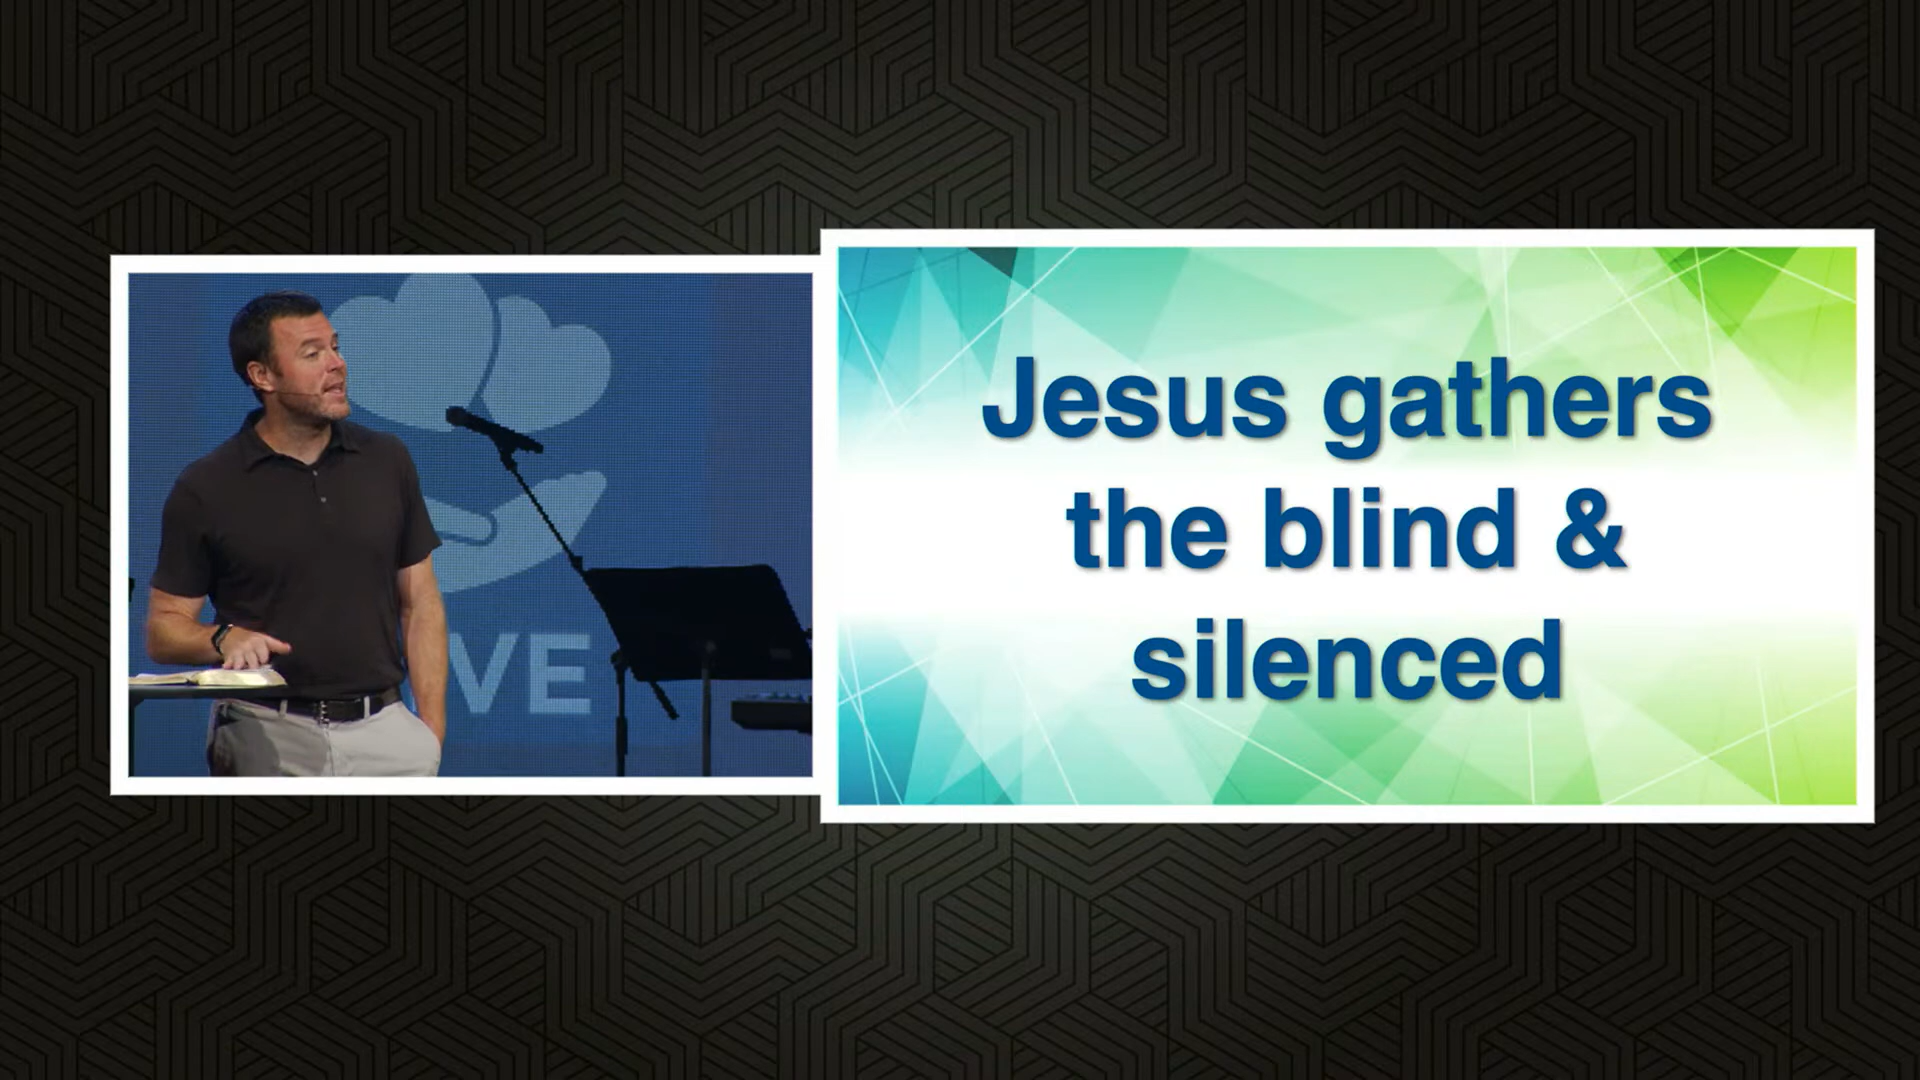 VE
Jesus gathers
the blind &
silenced